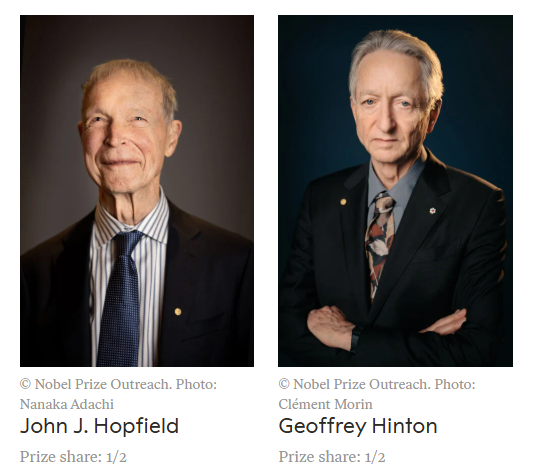 © Nobel Prize Outreach. Photo:
Nanaka Adachi
John J. Hopfield
Prize share: 1/2
© Nobel Prize Outreach. Photo:
Clément Morin
Geoffrey Hinton
Prize share: 1/2